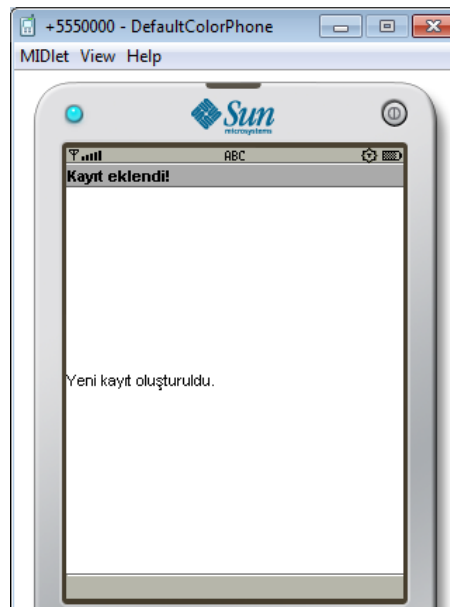 +5550000 - DefaultColorPhone
MIDlet View Help
Sun
microsystems
ABC
Kayıt eklendi!
Yeni kayıt oluşturuldu.